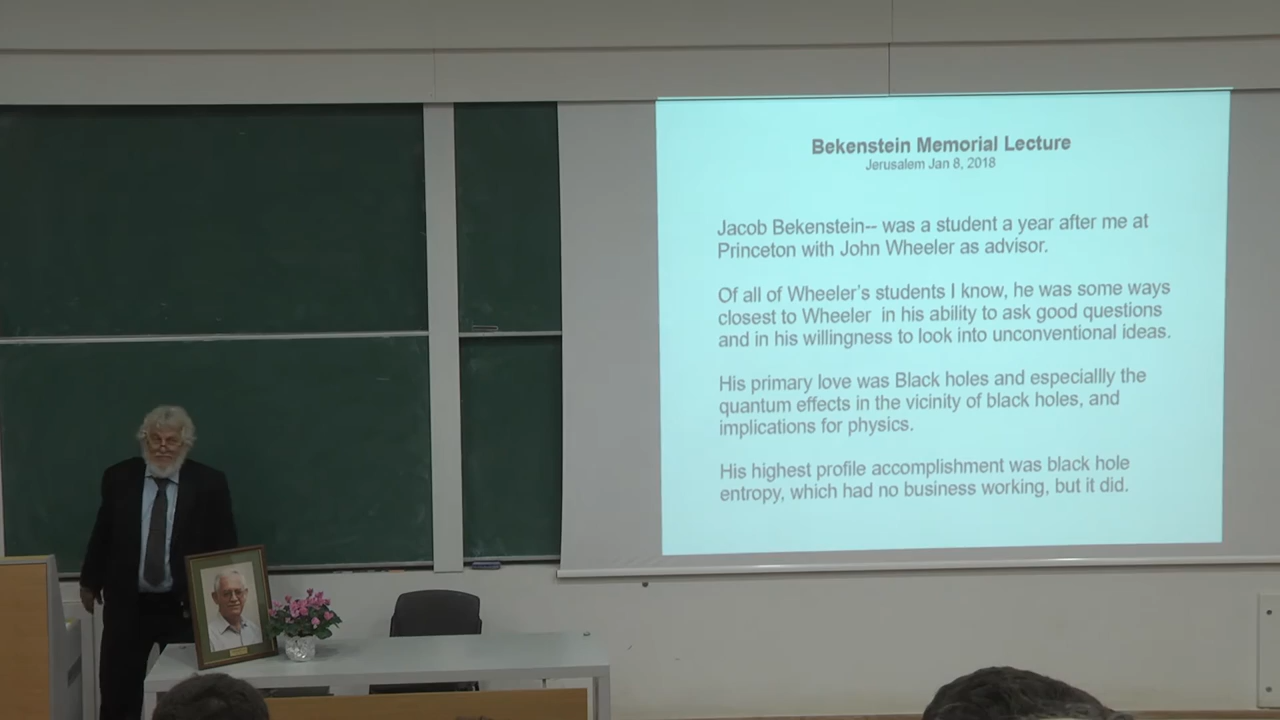 Bekenstein Memorial Lecture
Jerusalem Jan 8, 2018
Jacob Bekenstein-- was a student a year after me at
Princeton with John Wheeler as advisor.
Of all of Wheeler's students I know, he was some ways
closest to Wheeler in his ability to ask good questions
and in his willingness to look into unconventional ideas.
His primary love was Black holes and especiallly the
quantum effects in the vicinity of black holes, and
implications for physics.
His highest profile accomplishment was black hole
entropy, which had no business working, but it did.